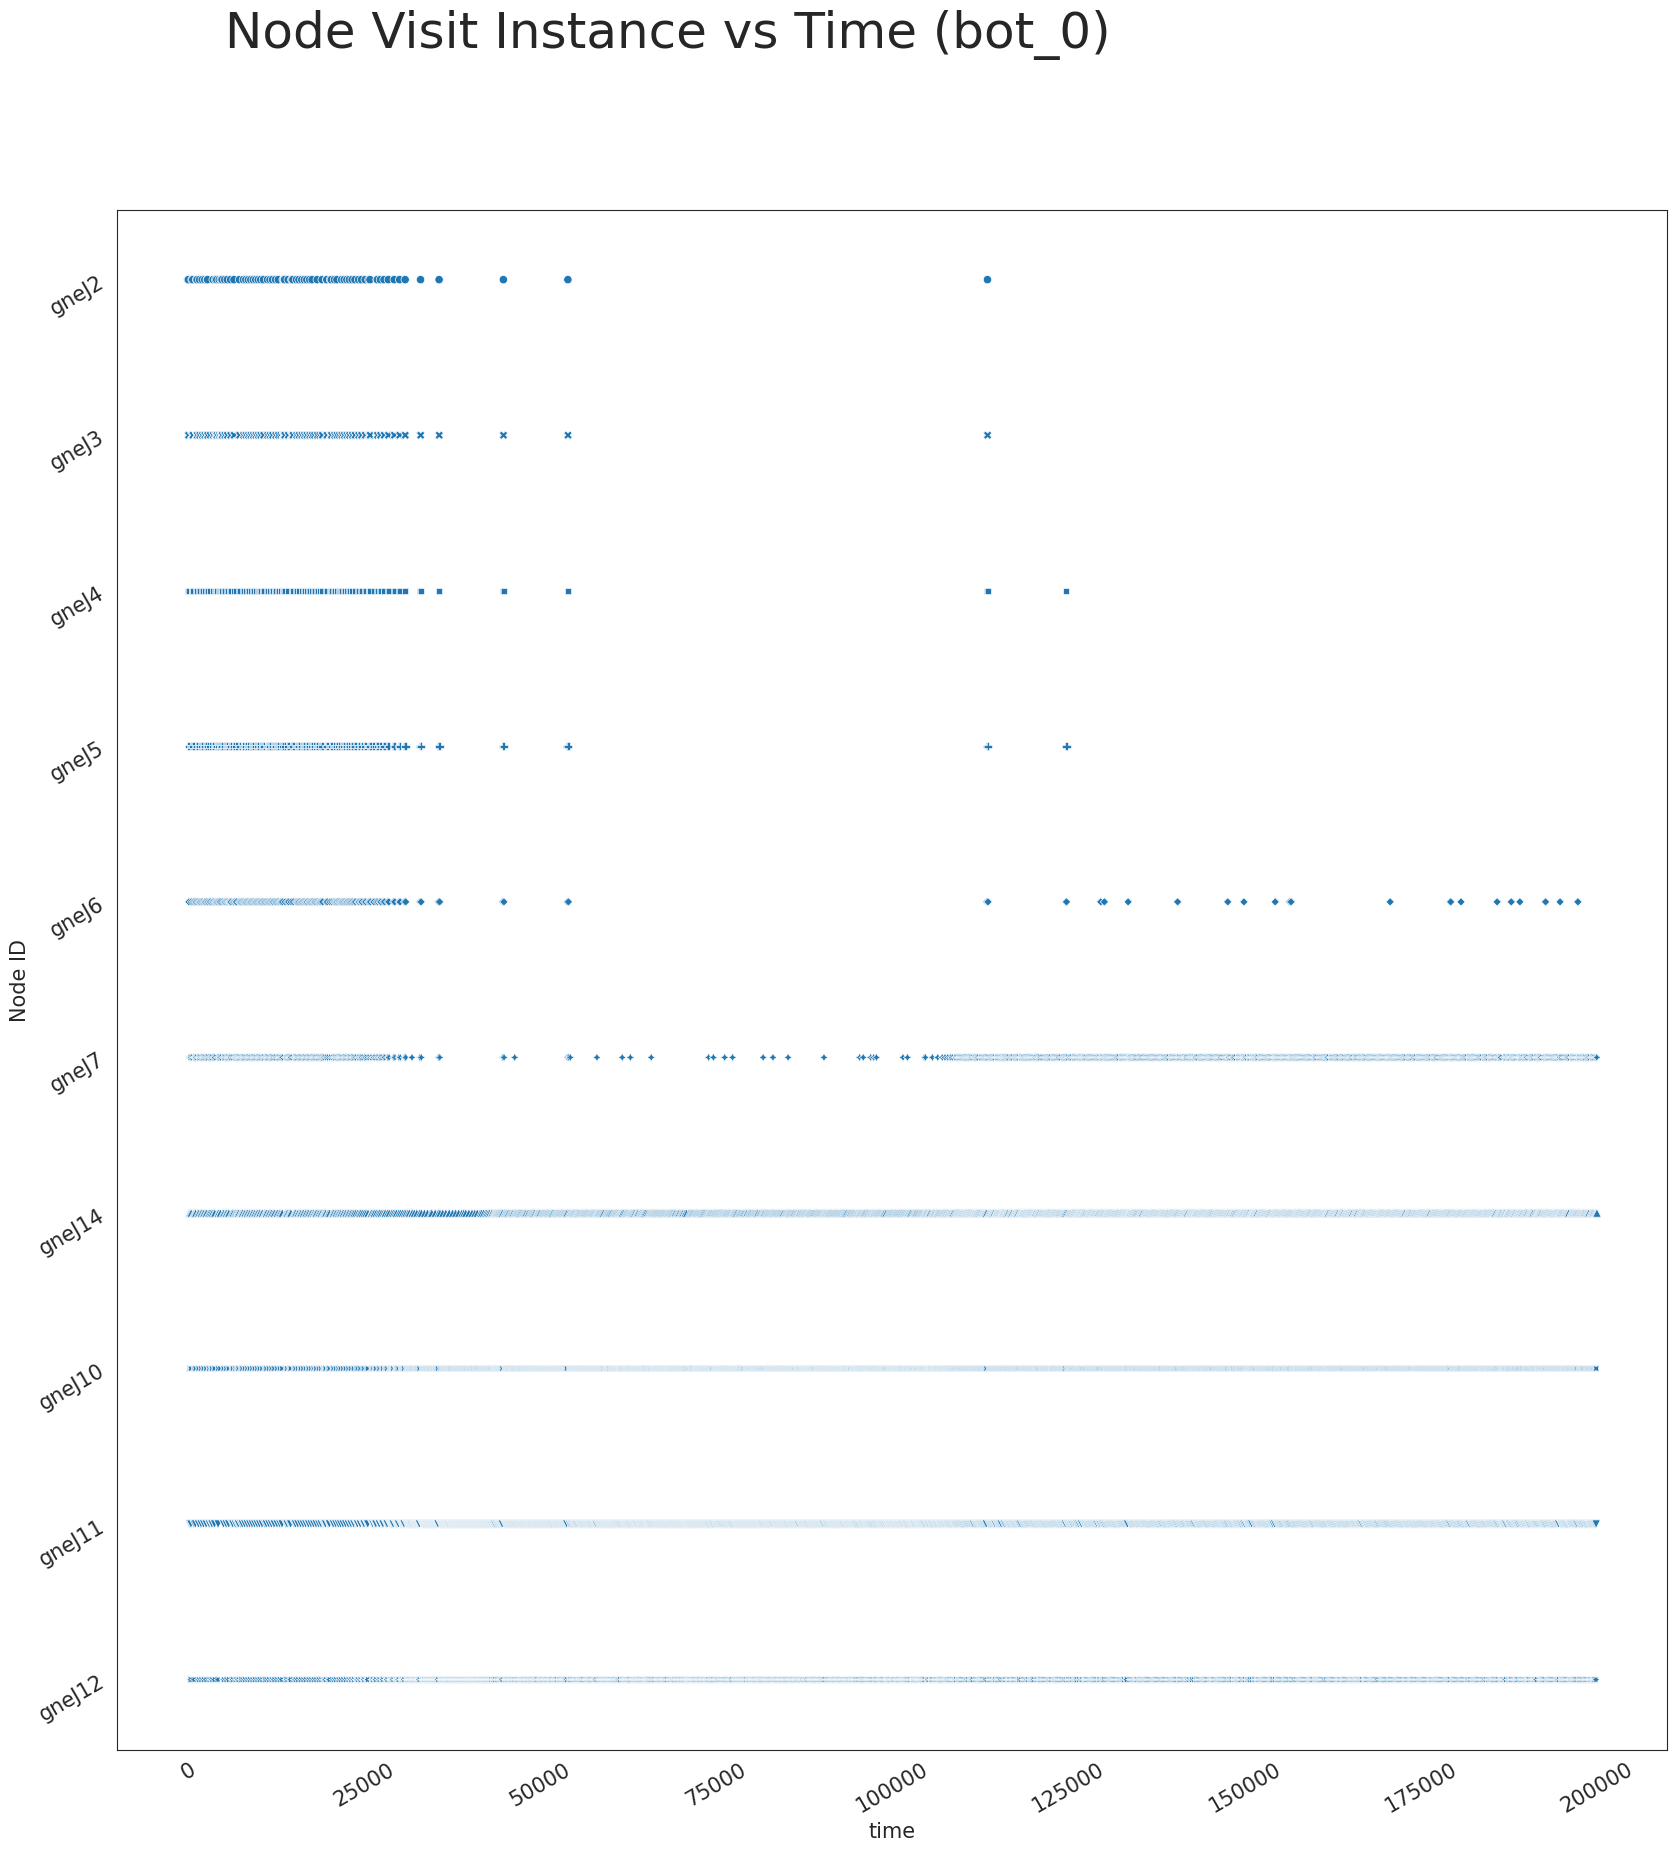 Node Visit Instance vs Time (bot_0)
gneJ2
gneJ3
gneJ4
gneJ5
gneJ6
gneJ7
gneJ14
gneJ10
gneJ11
gneJ12
Node ID
0 25000 50000 75000 100000 125000 150000 175000 200000
time